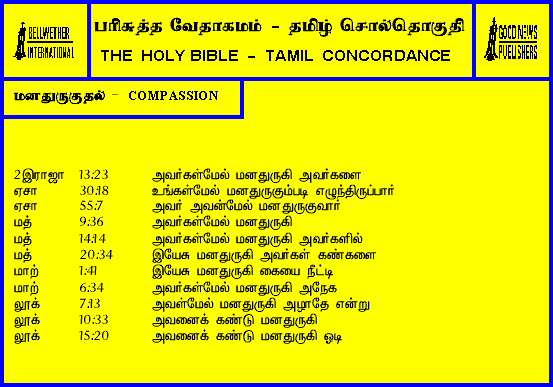 BELLWETHER
INTERNATIONAL
பரிசுத்த வேதாகமம் - தமிழ் சொல்தொகுதி
THE HOLY BIBLE - TAMIL CONCORDANCE
GOOD NEWS
PUBLISHERS
மனதுருகுதல் - COMPASSION
2இராஜா 13:23 அவர்கள்மேல் மனதுருகி அவர்களை
ஏசா 30:18 உங்கள்மேல் மனதுருகும்படி எழுந்திருப்பார்
ஏசா 55:7 அவர் அவன்மேல் மனதுருகுவார்
மத் 9:36 அவர்கள்மேல் மனதுருகி
மத் 14:14 அவர்கள்மேல் மனதுருகி அவர்களில்
மத் 20:34 இயேசு மனதுருகி அவர்கள் கண்களை
மாற் 1:41 இயேசு மனதுருகி கையை நீட்டி
மாற் 6:34 அவர்கள்மேல் மனதுருகி அநேக
லூக் 7:13 அவள்மேல் மனதுருகி அழாதே என்று
லூக் 10:33 அவனைக் கண்டு மனதுருகி
லூக் 15:20 அவனைக் கண்டு மனதுருகி ஓடி